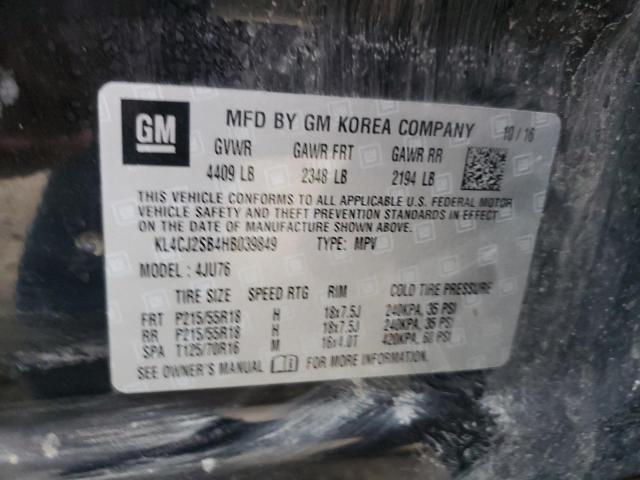 GM
MFD BY GM KOREA COMPANY 10/16
GVWR GAWR FRT GAWR RR
4409 LB 2348 LB 2194 LB
THIS VEHICLE CONFORMS TO ALL APPLICABLE U.S. FEDERAL MOTOR
VEHICLE SAFETY AND THEFT PREVENTION STANDARDS IN EFFECT
ON THE DATE OF MANUFACTURE SHOWN ABOVE.
KL4CJ2SB4HB039849 TYPE: MPV
MODEL: 4JU76
TIRE SIZE SPEED RTG RIM COLD TIRE PRESSURE
FRT P215/55R18 H 18x7.5J 240KPA, 35 PSI
RR P215/55R18 H 18x7.5J 240KPA, 35 PSI
SPA T125/70R16 M 16x4.0T 420KPA, 60 PSI
SEE OWNER'S MANUAL FOR MORE INFORMATION.